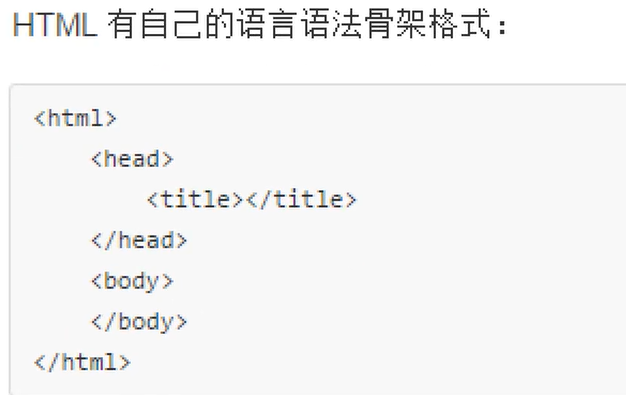 HTML 有自己的语言语法骨架格式：
<html>
    <head>
        <title></title>
    </head>
    <body>
    </body>
</html>